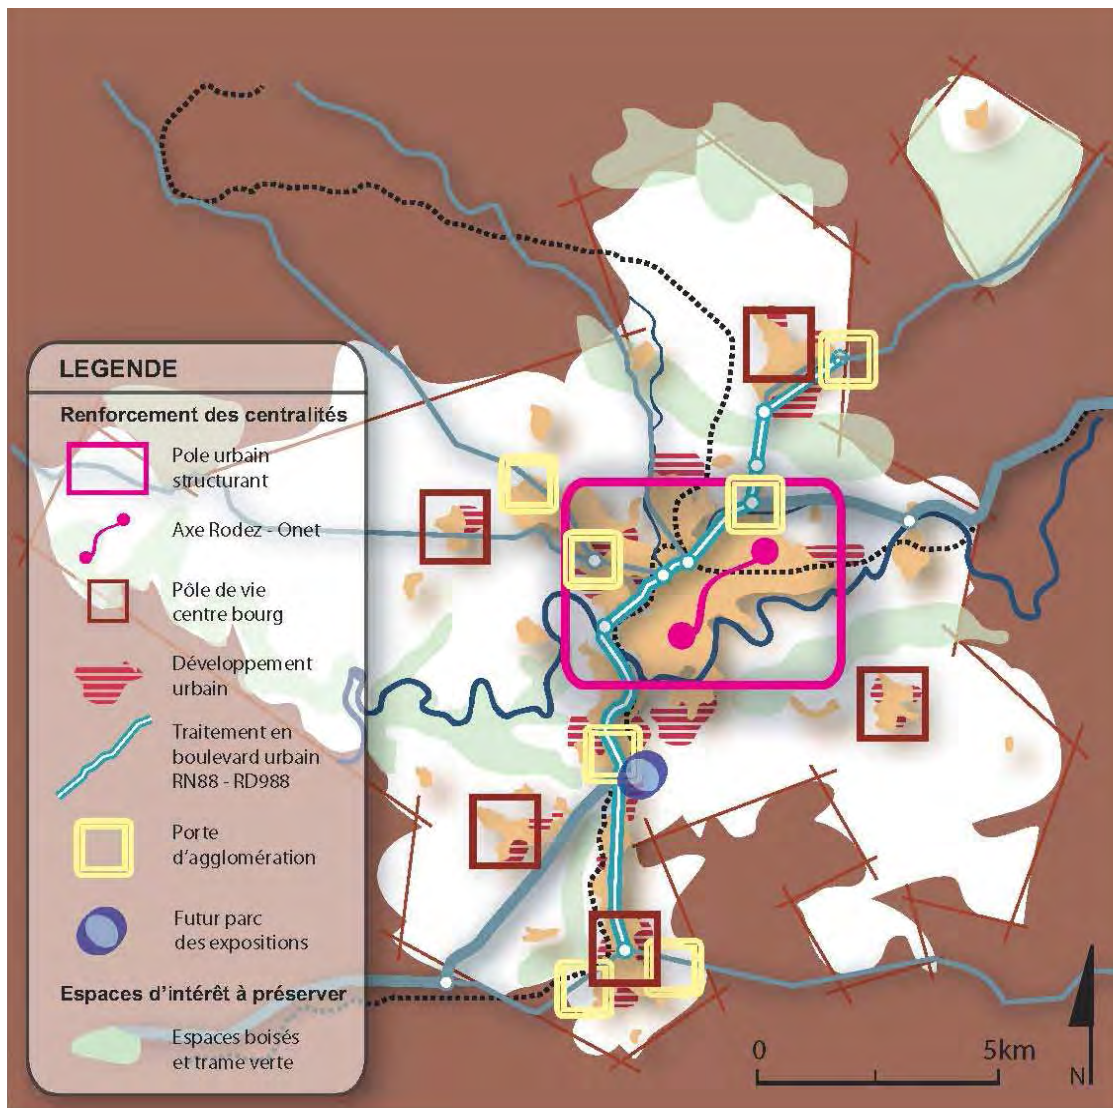 LEGENDE
Renforcement des centralités
Pole urbain
structurant
Axe Rodez - Onet
Pôle de vie
centre bourg
Développement
urbain
Traitement en
boulevard urbain
RN88 - RD988
Porte
d'agglomération
Futur parc
des expositions
Espaces d'intérêt à préserver
Espaces boisés
et trame verte
0 5km
N